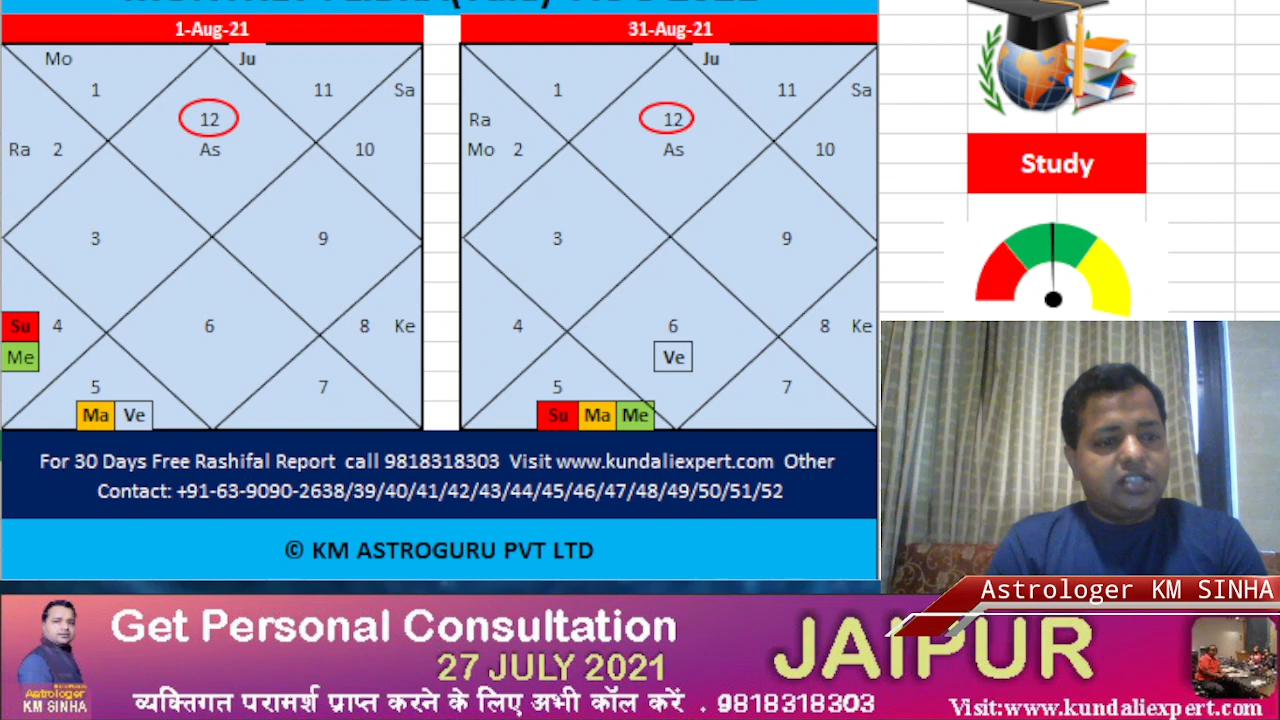 1-Aug-21
31-Aug-21
Mo
Ju
1
11
Sa
12
Ra 2
As
10
3
9
Su
4
6
8 Ke
Me
5
7
Ma Ve
Ju
1
11
Sa
Ra
12
Mo 2
As
10
3
9
4
6
8 Ke
Ve
5
7
Su Ma Me
Study
For 30 Days Free Rashifal Report call 9818318303 Visit www.kundaliexpert.com Other
Contact: +91-63-9090-2638/39/40/41/42/43/44/45/46/47/48/49/50/51/52
© KM ASTROGURU PVT LTD
Astrologer KM SINHA
Get Personal Consultation
27 JULY 2021
JAIPUR
व्यक्तिगत परामर्श प्राप्त करने के लिए अभी कॉल करें . 9818318303
Visit:www.kundaliexpert.com
Astrologer
KM SINHA